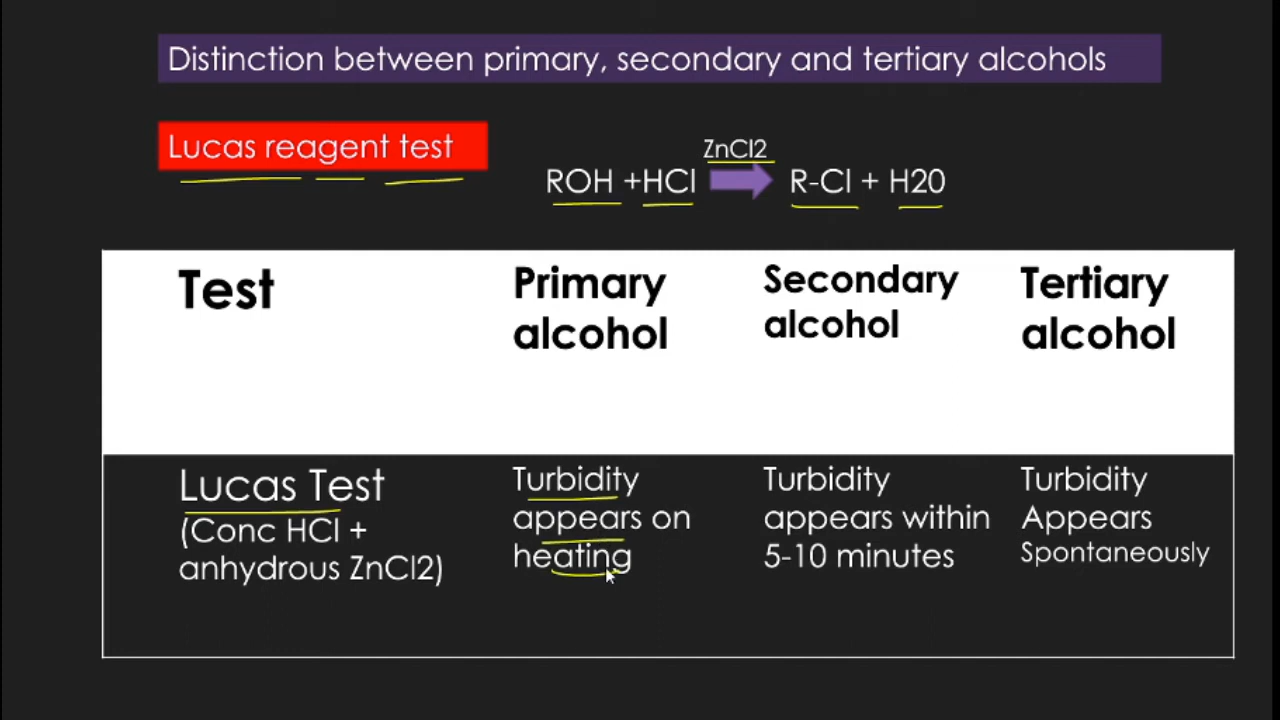 Distinction between primary, secondary and tertiary alcohols
Lucas reagent test
ZnCl2
ROH +HCl R-Cl + H20
Test
Primary
alcohol
Secondary
alcohol
Tertiary
alcohol
Lucas Test
(Conc HCl +
anhydrous ZnCl2)
Turbidity
appears on
heating
Turbidity
appears within
5-10 minutes
Turbidity
Appears
Spontaneously